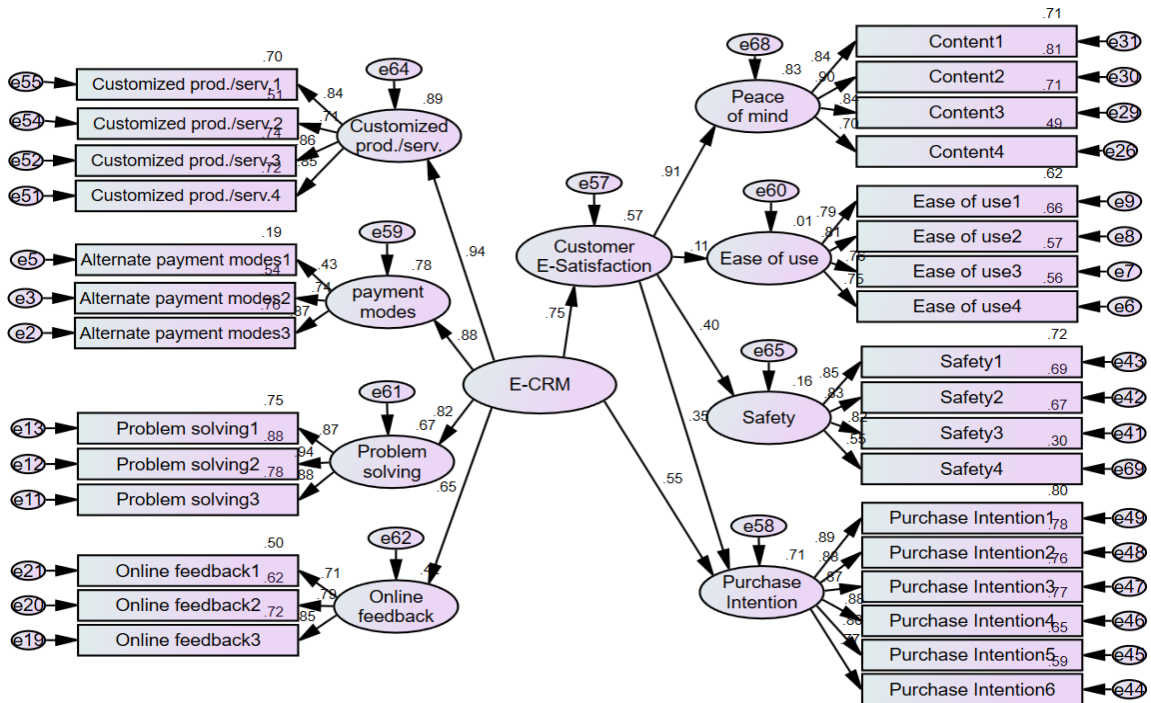 .70
e55
Customized prod./serv.1
.51
.84
e54
Customized prod./serv.2
.74
.71
e52
Customized prod./serv.3
.72
.86
e51
Customized prod./serv.4
.85
e64
.89
Customized
prod./serv.
.94
.19
e5
Alternate payment modes1
.54
.43
e3
Alternate payment modes2
.76
.74
e2
Alternate payment modes3
.87
e59
.78
payment
modes
.88
.75
e13
Problem solving1
.88
.87
e12
Problem solving2
.78
.94
e11
Problem solving3
.88
e61
.67
Problem
solving
.82
.50
e21
Online feedback1
.62
.71
e20
Online feedback2
.72
.79
e19
Online feedback3
.85
e62
Online
feedback
.65
E-CRM
.75
.55
e57
.57
Customer
E-Satisfaction
.91
.11
.40
.35
e68
.83
Peace
of mind
.71
.84
Content1
e31
.81
.90
Content2
e30
.71
.84
Content3
e29
.49
.70
Content4
e26
e60
.01
Ease of use
.62
.79
Ease of use1
e9
.66
.81
Ease of use2
e8
.57
Ease of use3
e7
.56
.75
Ease of use4
e6
e65
.16
Safety
.72
.85
Safety1
e43
.69
.83
Safety2
e42
.67
.82
Safety3
e41
.30
.55
Safety4
e69
e58
.71
Purchase
Intention
.80
.89
Purchase Intention1
e49
.78
.88
Purchase Intention2
e48
.76
.87
Purchase Intention3
e47
.77
.88
Purchase Intention4
e46
.65
Purchase Intention5
e45
.59
.77
Purchase Intention6
e44